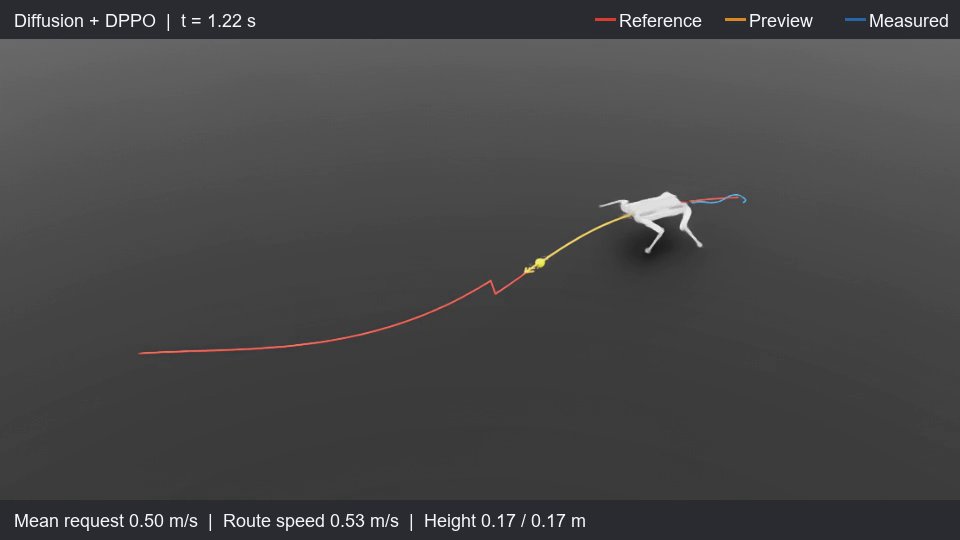 Diffusion + DPPO | t = 1.22 s
Reference Preview Measured
Mean request 0.50 m/s | Route speed 0.53 m/s | Height 0.17 / 0.17 m